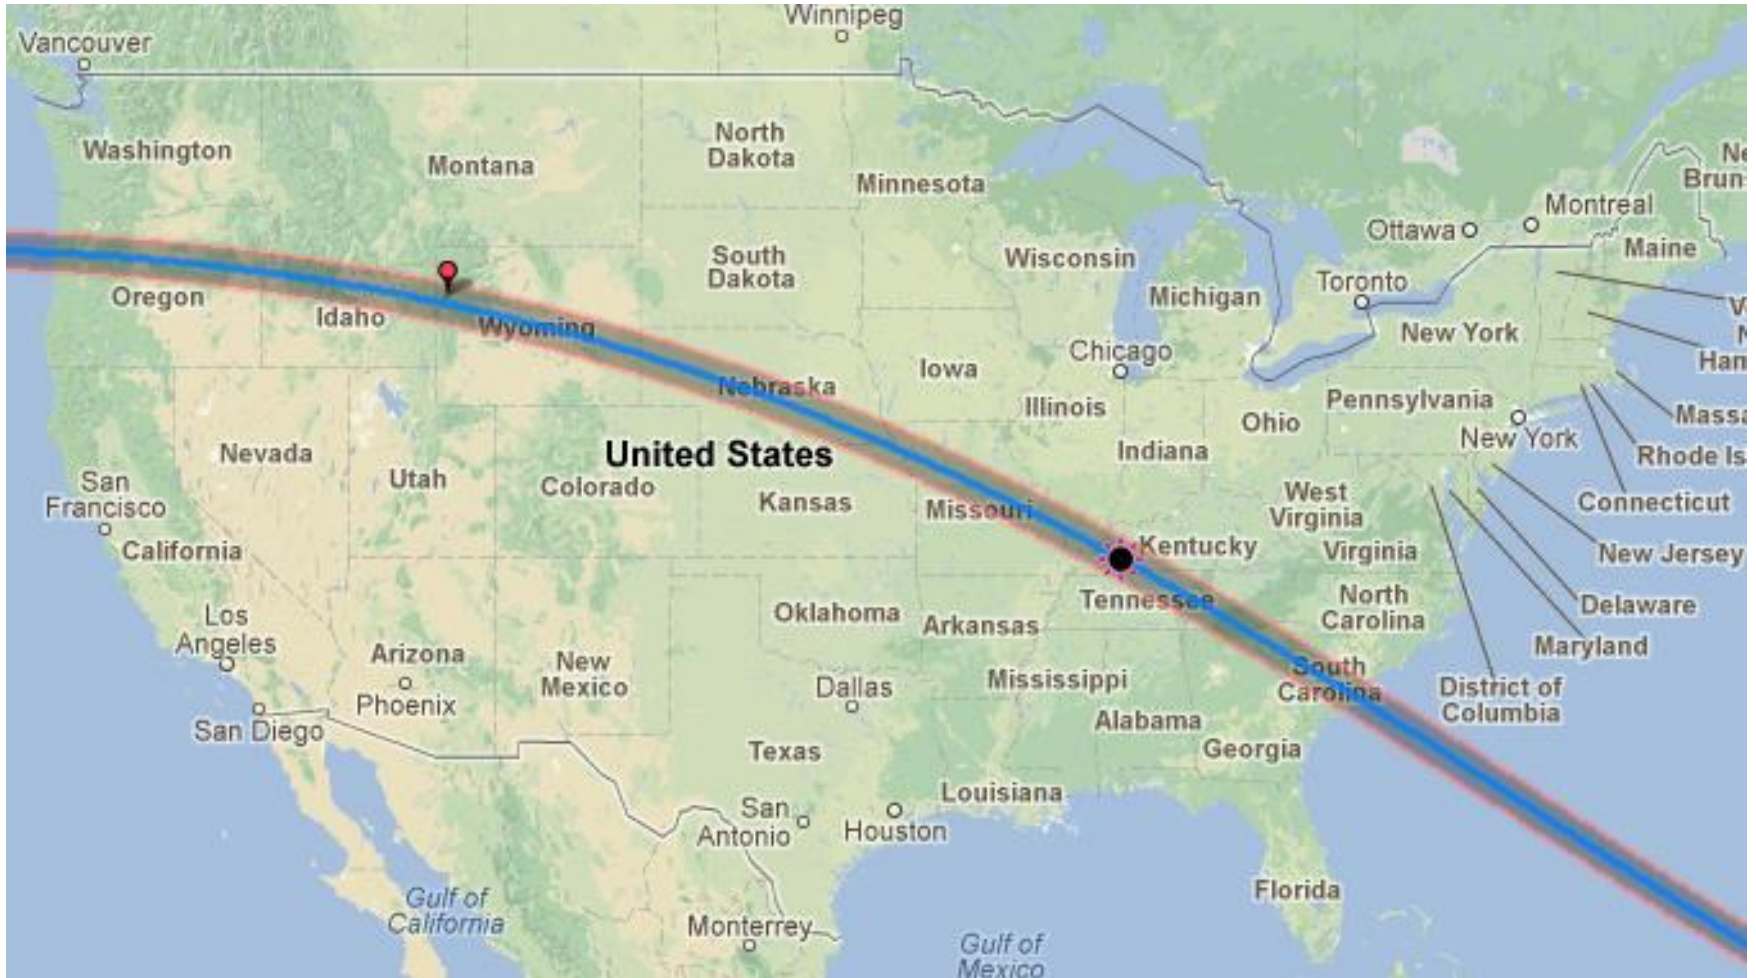 Winnipeg
Vancouver
Washington
Montana
North
Dakota
Minnesota
Ne
Brun
Montreal
Ottawa
Maine
Wisconsin
South
Dakota
Michigan
Toronto
Oregon
Idaho
Wyoming
New York
V
N
Ham
Chicago
Iowa
Nebraska
Illinois
Ohio
Pennsylvania
Massa
New York
Rhode Is
Nevada
United States
Indiana
Utah
Colorado
Kansas
Missouri
West
Virginia
Connecticut
San
Francisco
California
Kentucky
Virginia
New Jersey
Tennessee
North
Carolina
Delaware
Oklahoma
Arkansas
Maryland
Los
Angeles
Arizona
Phoenix
New
Mexico
Dallas
Mississippi
South
Carolina
District of
Columbia
San Diego
Alabama
Texas
Georgia
Louisiana
San
Antonio
Houston
Florida
Gulf of
California
Monterrey
Gulf of
Mexico